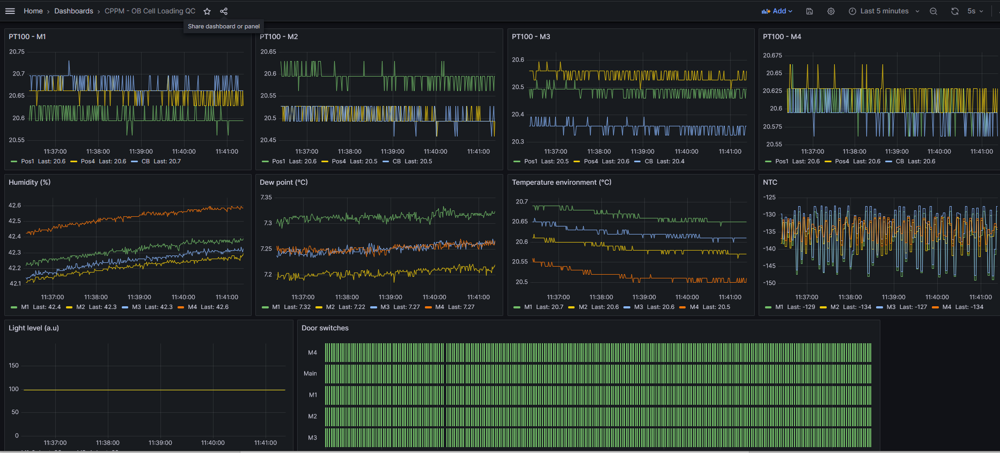 Home › Dashboards › CPPM - OB Cell Loading QC
Add
Last 5 minutes
5s
Share dashboard or panel
PT100 - M1
20.75
20.7
20.65
20.6
20.55
11:37:00 11:38:00 11:39:00 11:40:00 11:41:00
Pos1 Last: 20.6 Pos4 Last: 20.6 CB Last: 20.7
PT100 - M2
20.65
20.6
20.55
20.5
20.45
11:37:00 11:38:00 11:39:00 11:40:00 11:41:00
Pos1 Last: 20.6 Pos4 Last: 20.5 CB Last: 20.5
PT100 - M3
20.6
20.5
20.4
20.3
11:37:00 11:38:00 11:39:00 11:40:00 11:41:00
Pos1 Last: 20.5 Pos4 Last: 20.6 CB Last: 20.4
PT100 - M4
20.675
20.65
20.625
20.6
20.575
20.55
11:37:00 11:38:00 11:39:00 11:40:00 11:41:00
Pos1 Last: 20.6 Pos4 Last: 20.6 CB Last: 20.6
Humidity (%)
42.6
42.5
42.4
42.3
42.2
42.1
11:37:00 11:38:00 11:39:00 11:40:00 11:41:00
M1 Last: 42.4 M2 Last: 42.3 M3 Last: 42.3 M4 Last: 42.6
Dew point (°C)
7.35
7.3
7.25
7.2
11:37:00 11:38:00 11:39:00 11:40:00 11:41:00
M1 Last: 7.32 M2 Last: 7.22 M3 Last: 7.27 M4 Last: 7.27
Temperature environment (°C)
20.7
20.65
20.6
20.55
20.5
11:37:00 11:38:00 11:39:00 11:40:00 11:41:00
M1 Last: 20.7 M2 Last: 20.6 M3 Last: 20.6 M4 Last: 20.5
NTC
-125
-130
-135
-140
-145
-150
11:37:00 11:38:00 11:39:00 11:40:00 11:41:00
M1 Last: -129 M2 Last: -134 M3 Last: -127 M4 Last: -134
Light level (a.u)
150
100
50
0
11:37:00 11:38:00 11:39:00 11:40:00 11:41:00
Door switches
M4
Main
M1
M2
M3